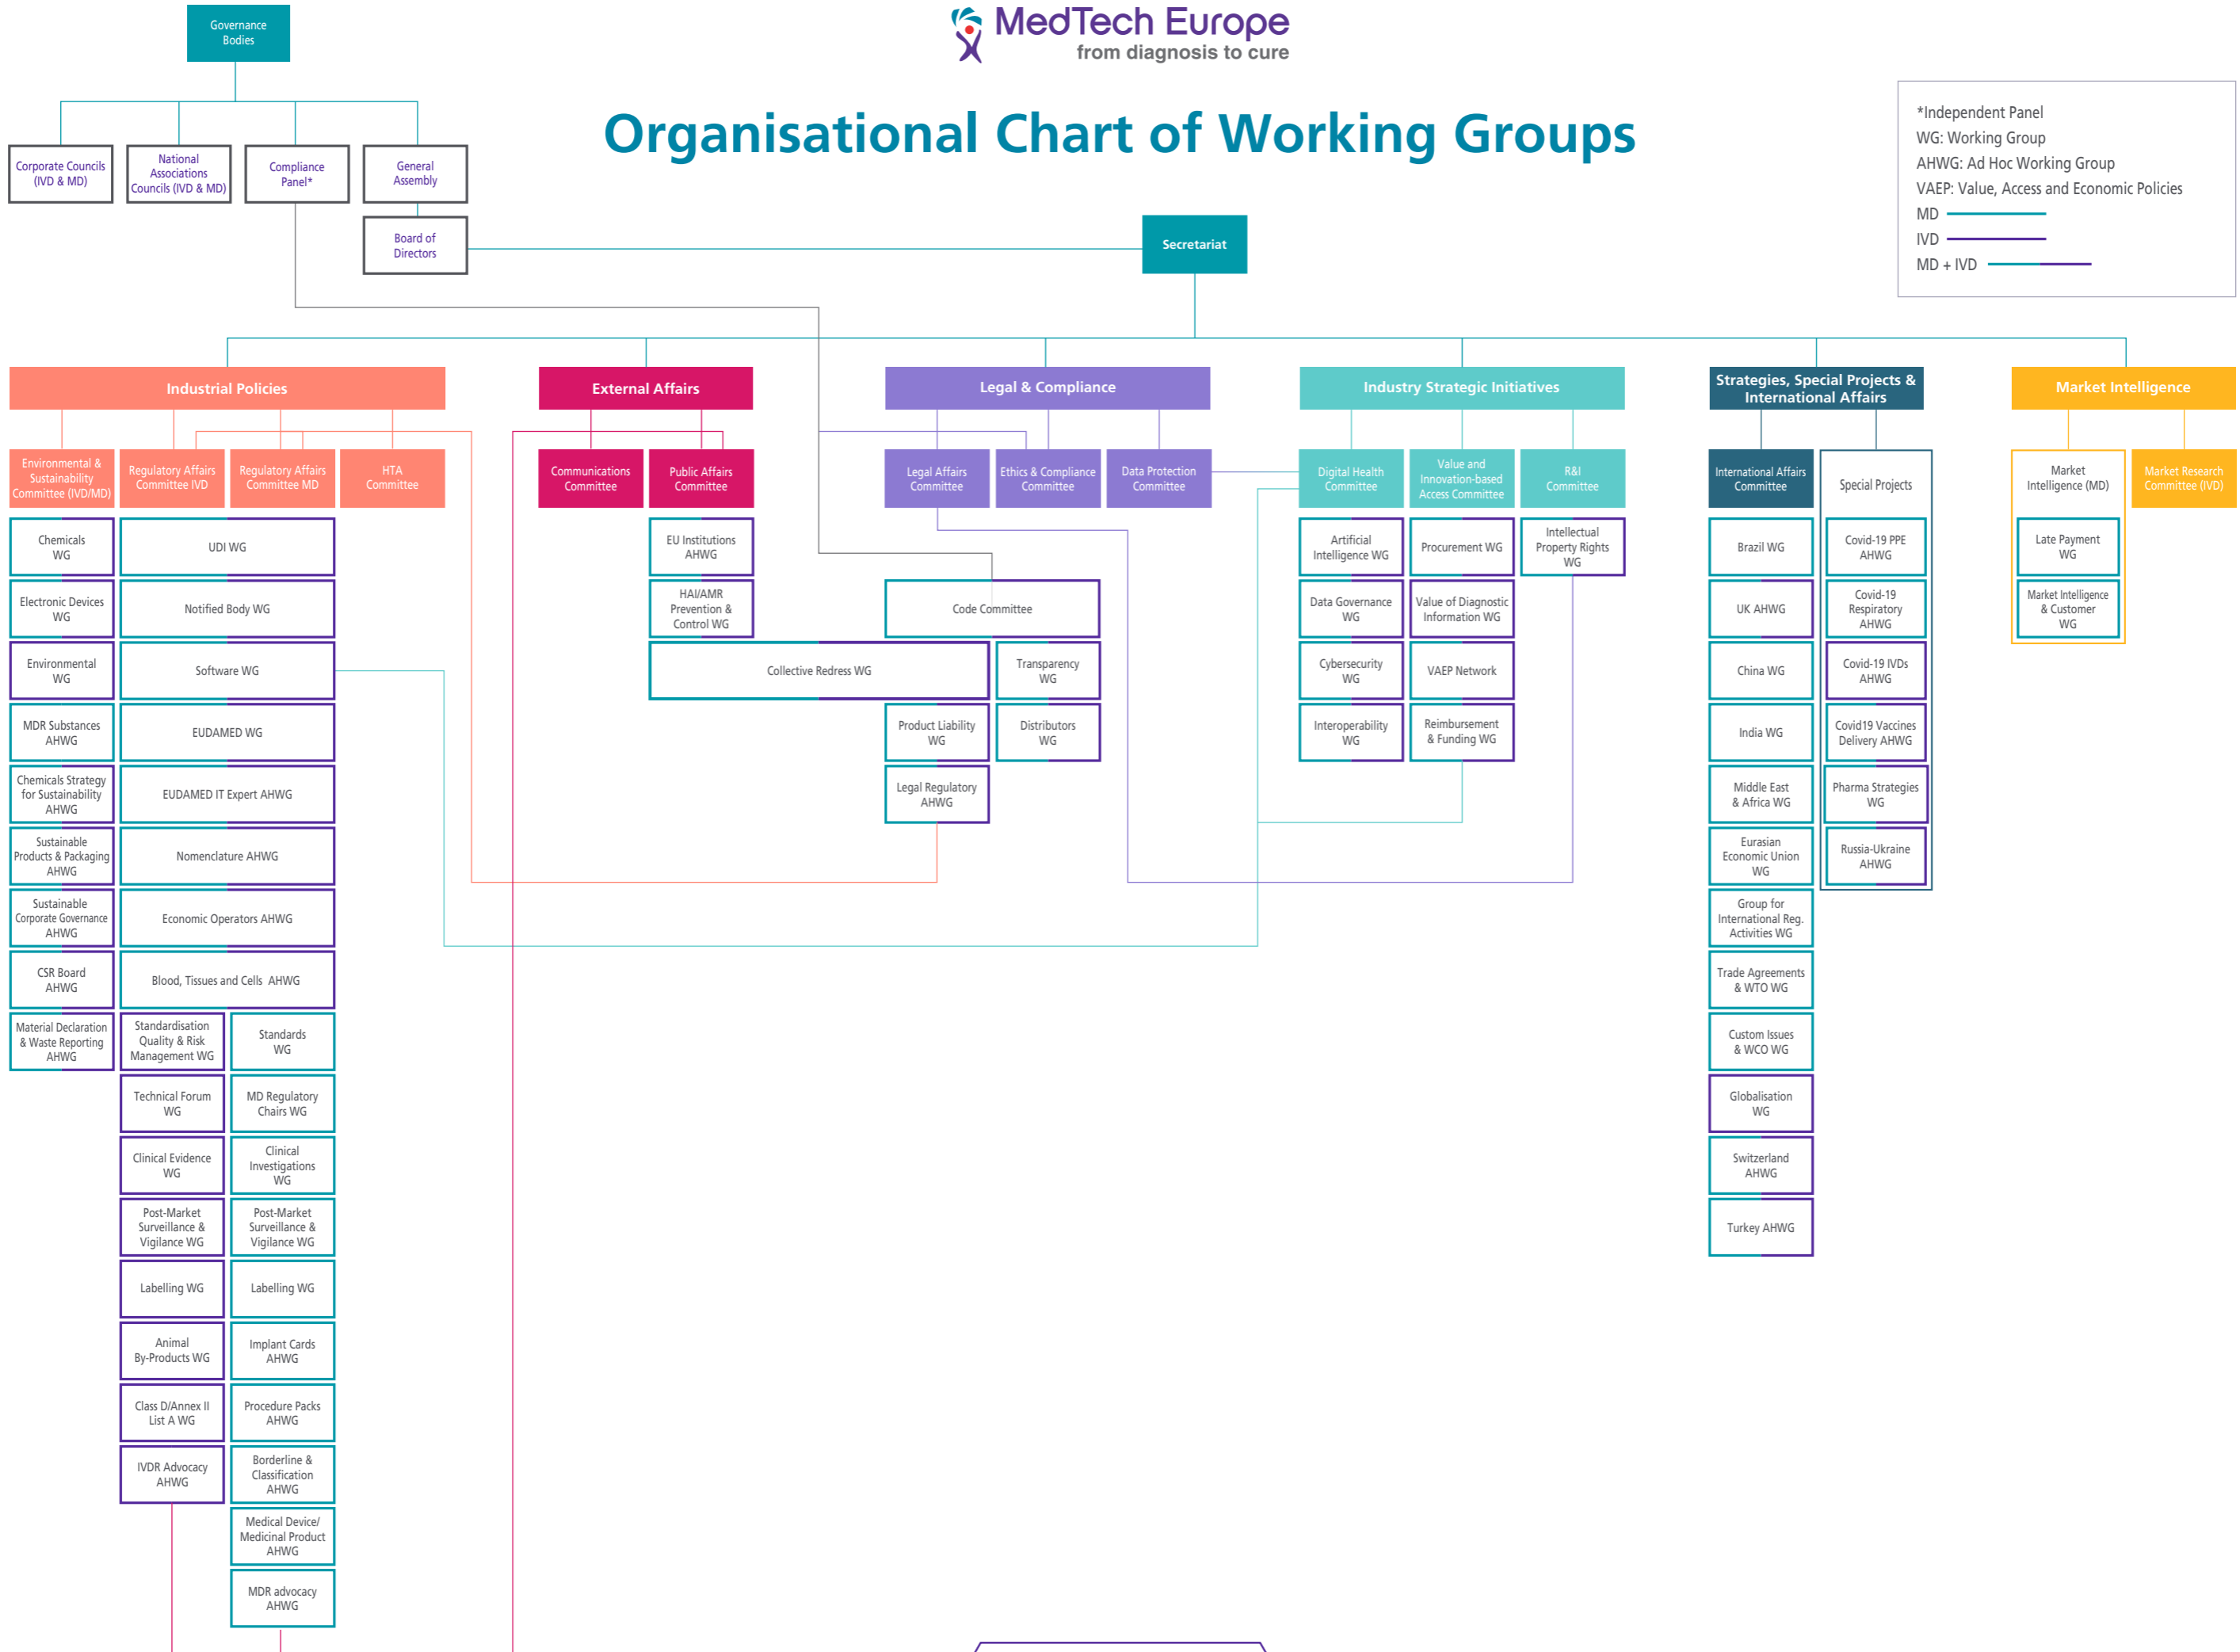 Governance
Bodies
MedTech Europe
from diagnosis to cure
Organisational Chart of Working Groups
*Independent Panel
WG: Working Group
AHWG: Ad Hoc Working Group
VAEP: Value, Access and Economic Policies
MD
IVD
MD + IVD
Corporate Councils
(IVD & MD)
National
Associations
Councils (IVD & MD)
Compliance
Panel*
General
Assembly
Board of
Directors
Secretariat
Industrial Policies
Environmental &
Sustainability
Committee (IVD/MD)
Regulatory Affairs
Committee IVD
Regulatory Affairs
Committee MD
HTA
Committee
Chemicals
WG
Electronic Devices
WG
Environmental
WG
MDR Substances
AHWG
Chemicals Strategy
for Sustainability
AHWG
Sustainable
Products & Packaging
AHWG
Sustainable
Corporate Governance
AHWG
CSR Board
AHWG
Material Declaration
& Waste Reporting
AHWG
UDI WG
Notified Body WG
Software WG
EUDAMED WG
EUDAMED IT Expert AHWG
Nomenclature AHWG
Economic Operators AHWG
Blood, Tissues and Cells AHWG
Standardisation
Quality & Risk
Management WG
Technical Forum
WG
Clinical Evidence
WG
Post-Market
Surveillance &
Vigilance WG
Labelling WG
Animal
By-Products WG
Class D/Annex II
List A WG
IVDR Advocacy
AHWG
Standards
WG
MD Regulatory
Chairs WG
Clinical
Investigations
WG
Post-Market
Surveillance &
Vigilance WG
Labelling WG
Implant Cards
AHWG
Procedure Packs
AHWG
Borderline &
Classification
AHWG
Medical Device/
Medicinal Product
AHWG
MDR advocacy
AHWG
External Affairs
Communications
Committee
Public Affairs
Committee
EU Institutions
AHWG
HAI/AMR
Prevention &
Control WG
Collective Redress WG
Legal & Compliance
Legal Affairs
Committee
Ethics & Compliance
Committee
Data Protection
Committee
Code Committee
Transparency
WG
Product Liability
WG
Distributors
WG
Legal Regulatory
AHWG
Industry Strategic Initiatives
Digital Health
Committee
Value and
Innovation-based
Access Committee
R&I
Committee
Artificial
Intelligence WG
Data Governance
WG
Cybersecurity
WG
Interoperability
WG
Procurement WG
Value of Diagnostic
Information WG
VAEP Network
Reimbursement
& Funding WG
Intellectual
Property Rights
WG
Strategies, Special Projects &
International Affairs
International Affairs
Committee
Special Projects
Brazil WG
UK AHWG
China WG
India WG
Middle East
& Africa WG
Eurasian
Economic Union
WG
Group for
International Reg.
Activities WG
Trade Agreements
& WTO WG
Custom Issues
& WCO WG
Globalisation
WG
Switzerland
AHWG
Turkey AHWG
Covid-19 PPE
AHWG
Covid-19
Respiratory
AHWG
Covid-19 IVDs
AHWG
Covid19 Vaccines
Delivery AHWG
Pharma Strategies
WG
Russia-Ukraine
AHWG
Market Intelligence
Market
Intelligence (MD)
Market Research
Committee (IVD)
Late Payment
WG
Market Intelligence
& Customer
WG